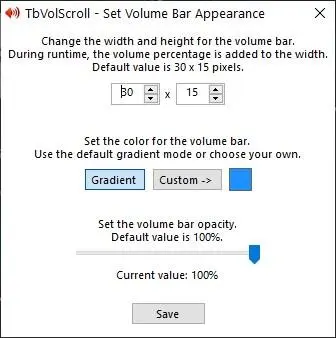 TbVolScroll - Set Volume Bar Appearance
Change the width and height for the volume bar.
During runtime, the volume percentage is added to the width.
Default value is 30 x 15 pixels.
30 x 15
Set the color for the volume bar.
Use the default gradient mode or choose your own.
Gradient Custom ->
Set the volume bar opacity.
Default value is 100%.
Current value: 100%
Save